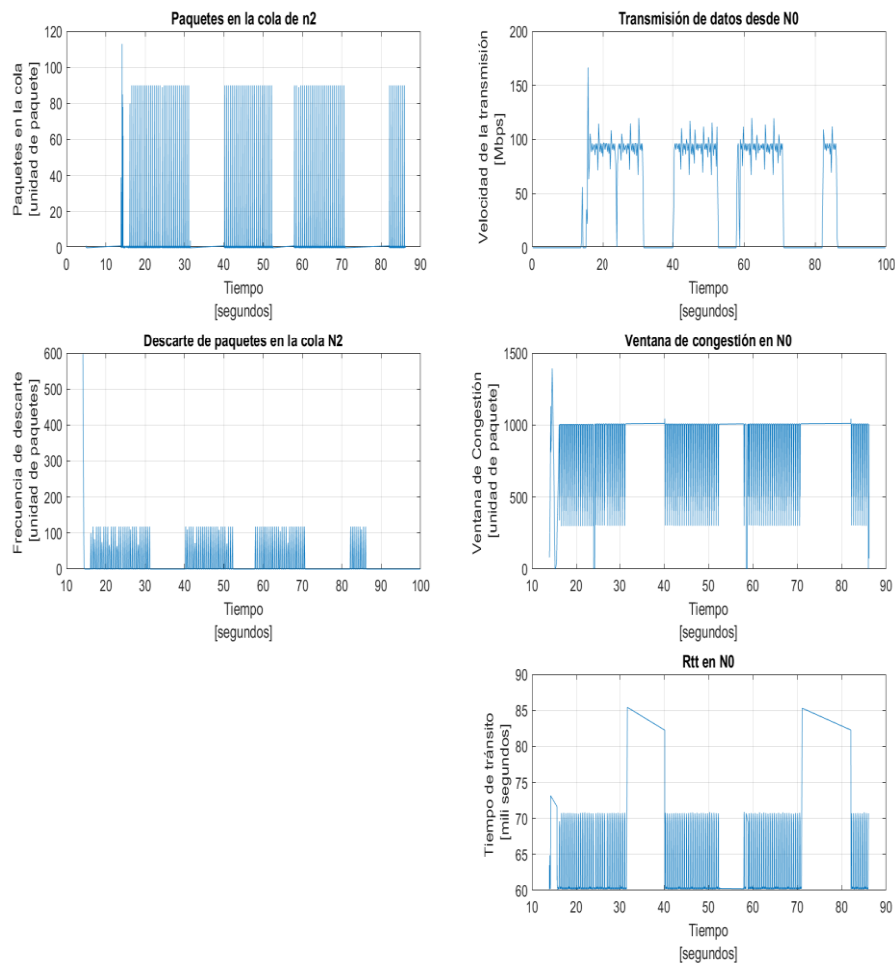 Paquetes en la cola de n2
Paquetes en la cola
[unidad de paquete]
120
100
80
60
40
20
0
0 10 20 30 40 50 60 70 80 90
Tiempo
[segundos]
Transmisión de datos desde N0
Velocidad de la transmisión
[Mbps]
200
150
100
50
0
0 20 40 60 80 100
Tiempo
[segundos]
Descarte de paquetes en la cola N2
Frecuencia de descarte
[unidad de paquetes]
600
500
400
300
200
100
0
10 20 30 40 50 60 70 80 90 100
Tiempo
[segundos]
Ventana de congestión en N0
Ventana de Congestión
[unidad de paquete]
1500
1000
500
0
10 20 30 40 50 60 70 80 90
Tiempo
[segundos]
Rtt en N0
Tiempo de tránsito
[mili segundos]
90
85
80
75
70
65
60
10 20 30 40 50 60 70 80 90
Tiempo
[segundos]